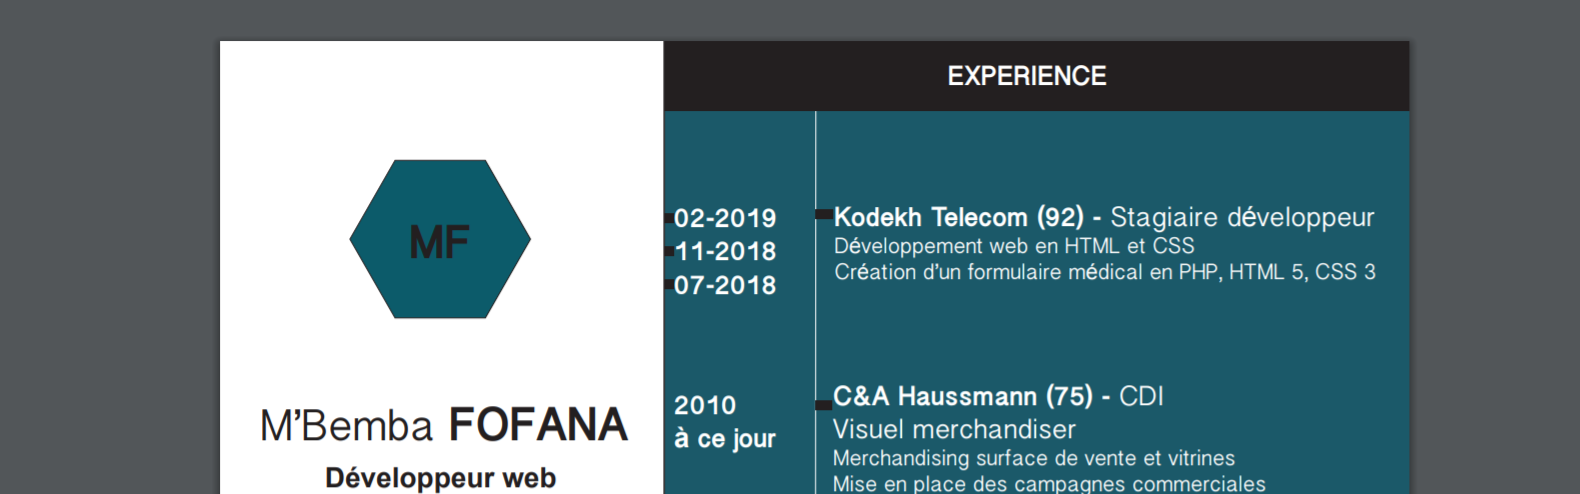 MF
M'Bemba FOFANA
Développeur web
EXPERIENCE
02-2019
11-2018
07-2018
Kodekh Telecom (92) - Stagiaire développeur
Développement web en HTML et CSS
Création d'un formulaire médical en PHP, HTML 5, CSS 3
2010
à ce jour
C&A Haussmann (75) - CDI
Visuel merchandiser
Merchandising surface de vente et vitrines
Mise en place des campagnes commerciales